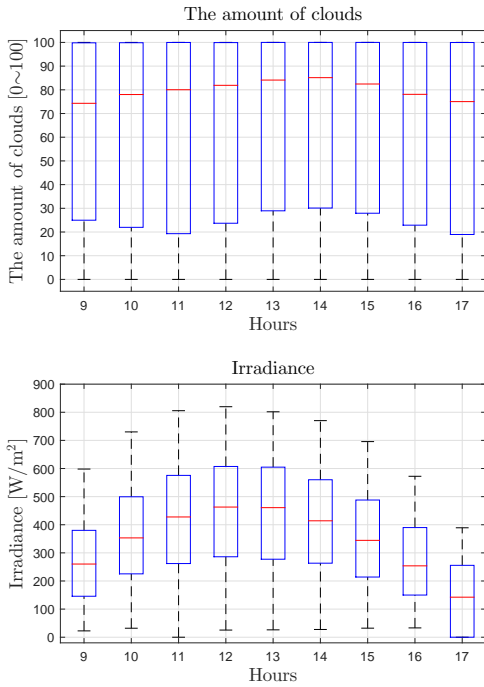 The amount of clouds
The amount of clouds [0~100]
100
90
80
70
60
50
40
30
20
10
0
9 10 11 12 13 14 15 16 17
Hours
Irradiance
Irradiance [W/m²]
900
800
700
600
500
400
300
200
100
0
9 10 11 12 13 14 15 16 17
Hours